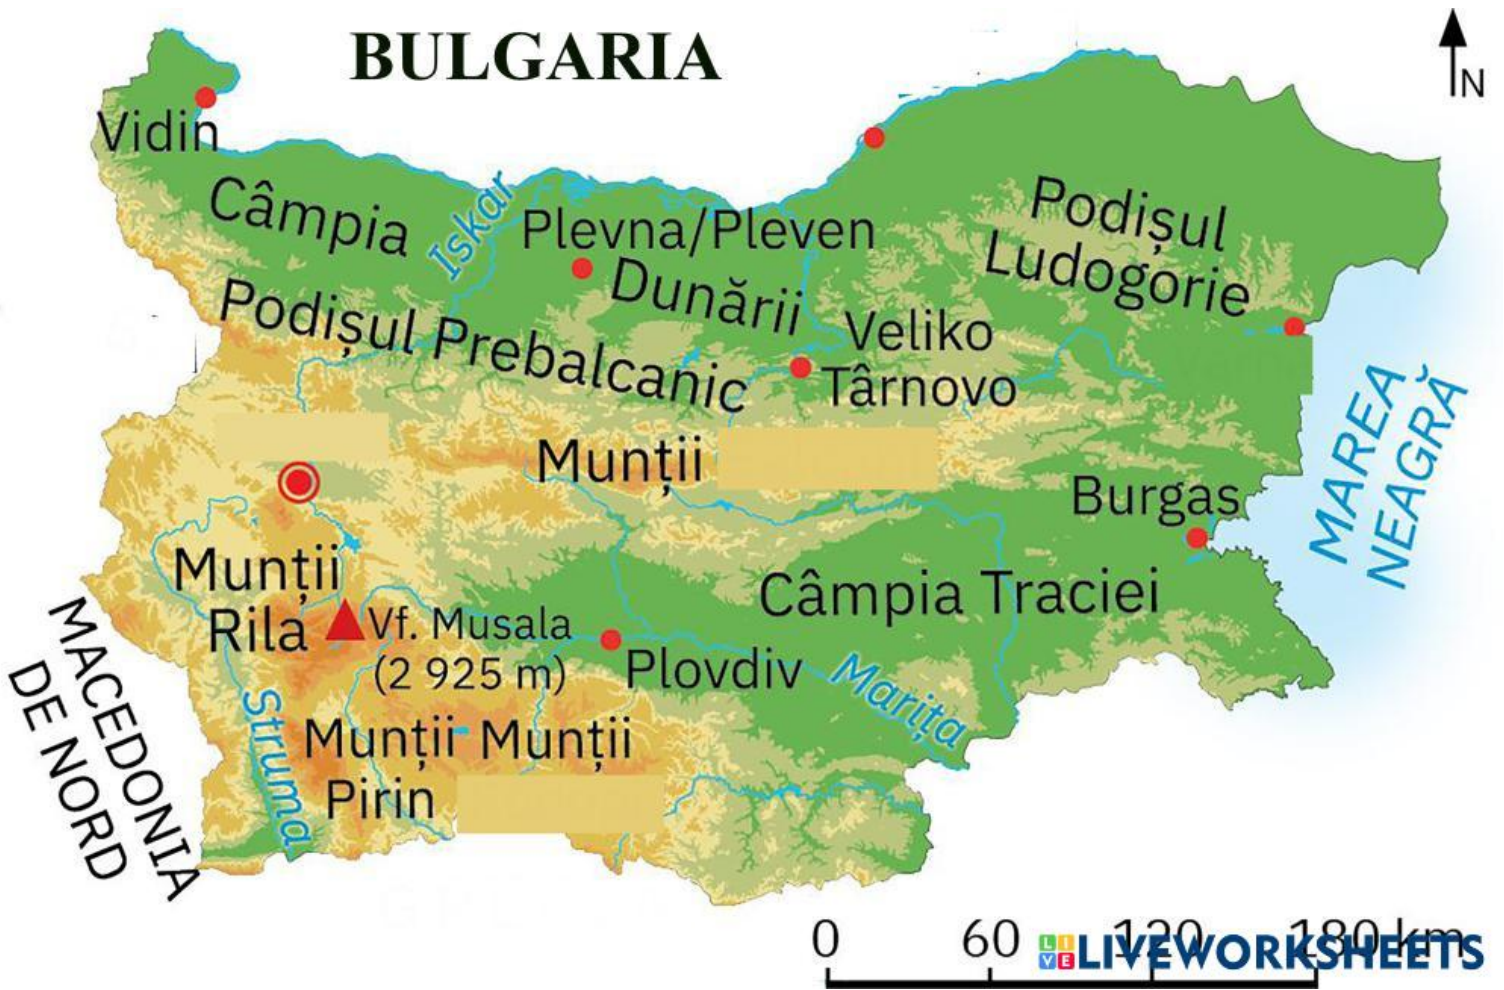 BULGARIA
N
Vidin
Câmpia
Iskar
Plevna/Pleven
Dunării
Podișul
Ludogorie
Podișul Prebalcanic
Veliko
Târnovo
Munții
Burgas
MAREA
NEAGRĂ
Munții
Rila
Vf. Musala
(2 925 m)
Câmpia Traciei
Plovdiv
Marița
MACEDONIA
DE NORD
Struma
Munții
Pirin
Munții
0 60 120 180 km
LIVEWORKSHEETS